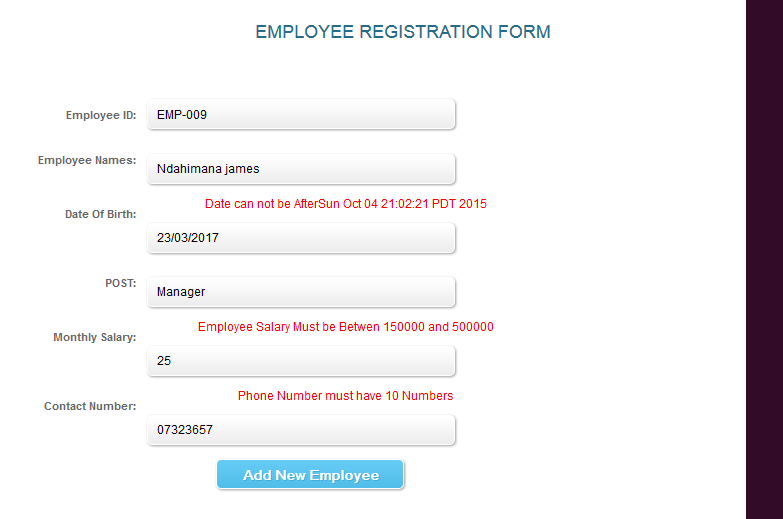 EMPLOYEE REGISTRATION FORM
Employee ID: EMP-009
Employee Names: Ndahimana james
Date can not be AfterSun Oct 04 21:02:21 PDT 2015
Date Of Birth:
23/03/2017
POST: Manager
Employee Salary Must be Betwen 150000 and 500000
Monthly Salary:
25
Phone Number must have 10 Numbers
Contact Number:
07323657
Add New Employee